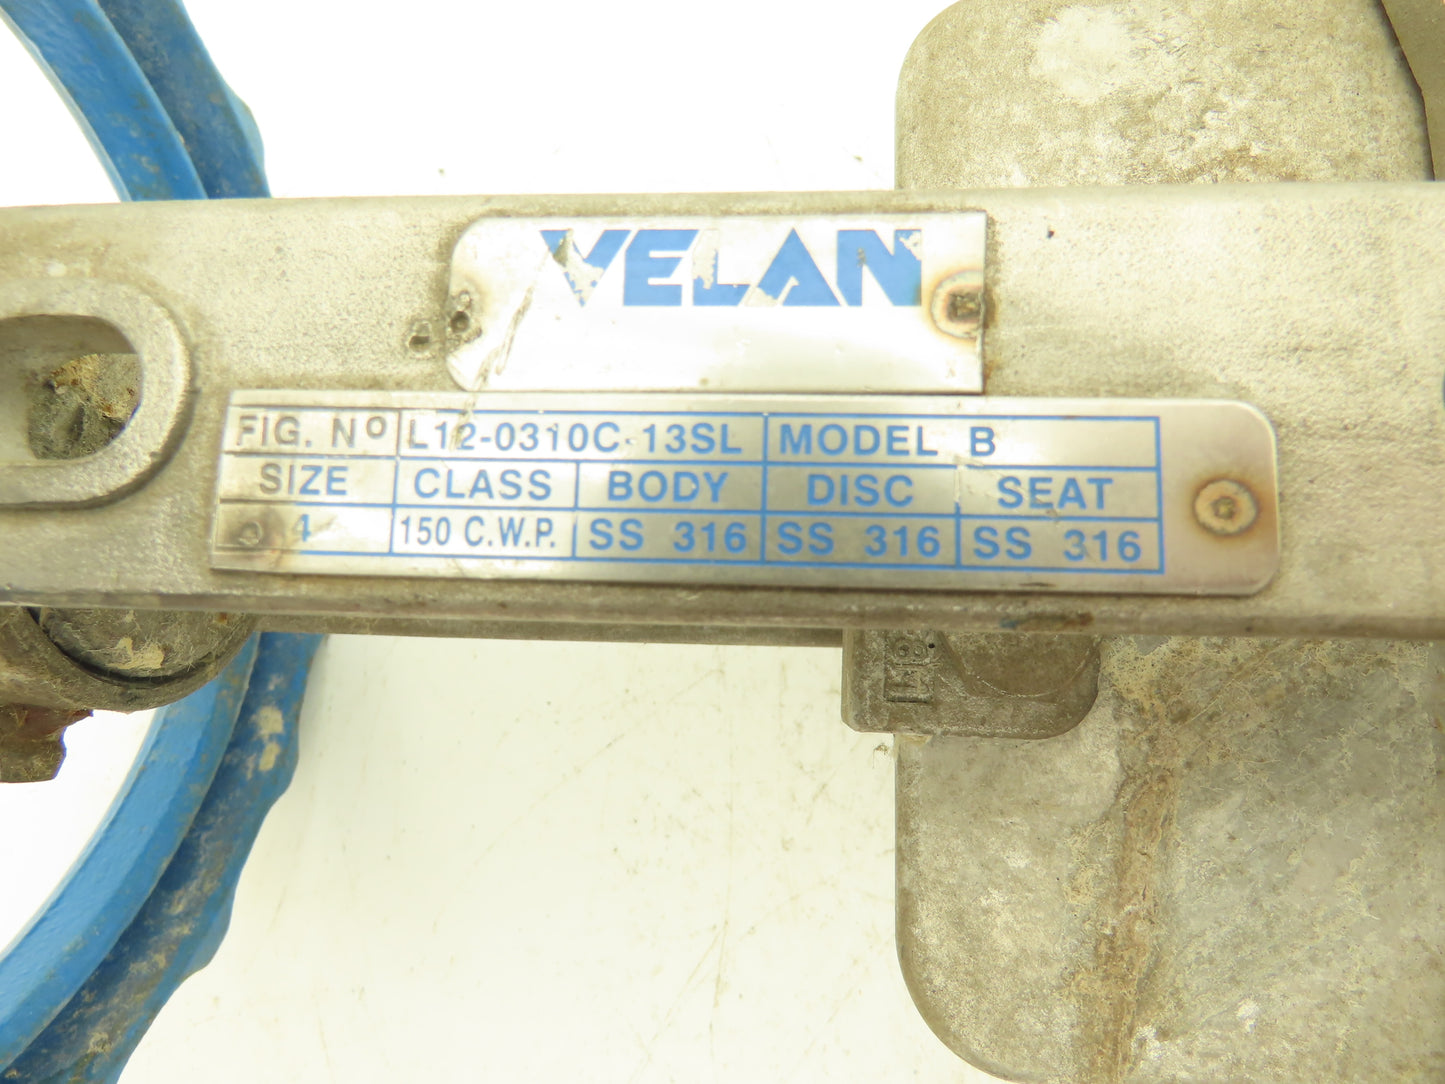 VELAN
FIG. Nº L12-0310C-13SL MODEL B
SIZE CLASS BODY DISC SEAT
4 150 C.W.P. SS 316 SS 316 SS 316